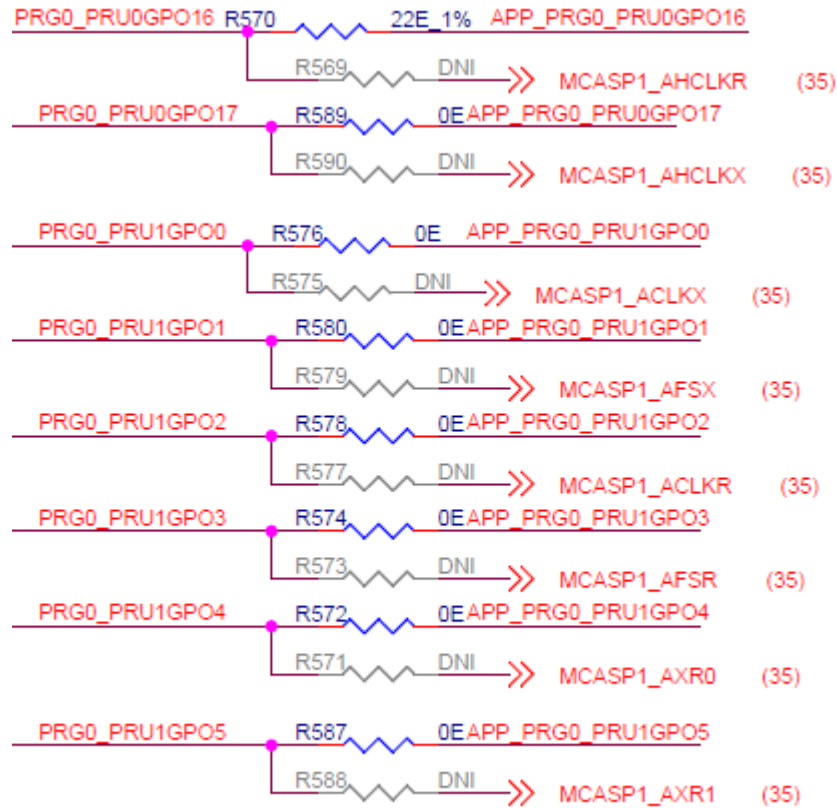 PRG0_PRU0GPO16 R570 22E_1% APP_PRG0_PRU0GPO16
R569 DNI MCASP1_AHCLKR (35)
PRG0_PRU0GPO17 R589 0E APP_PRG0_PRU0GPO17
R590 DNI MCASP1_AHCLKX (35)
PRG0_PRU1GPO0 R576 0E APP_PRG0_PRU1GPO0
R575 DNI MCASP1_ACLKX (35)
PRG0_PRU1GPO1 R580 0E APP_PRG0_PRU1GPO1
R579 DNI MCASP1_AFSX (35)
PRG0_PRU1GPO2 R578 0E APP_PRG0_PRU1GPO2
R577 DNI MCASP1_ACLKR (35)
PRG0_PRU1GPO3 R574 0E APP_PRG0_PRU1GPO3
R573 DNI MCASP1_AFSR (35)
PRG0_PRU1GPO4 R572 0E APP_PRG0_PRU1GPO4
R571 DNI MCASP1_AXR0 (35)
PRG0_PRU1GPO5 R587 0E APP_PRG0_PRU1GPO5
R588 DNI MCASP1_AXR1 (35)